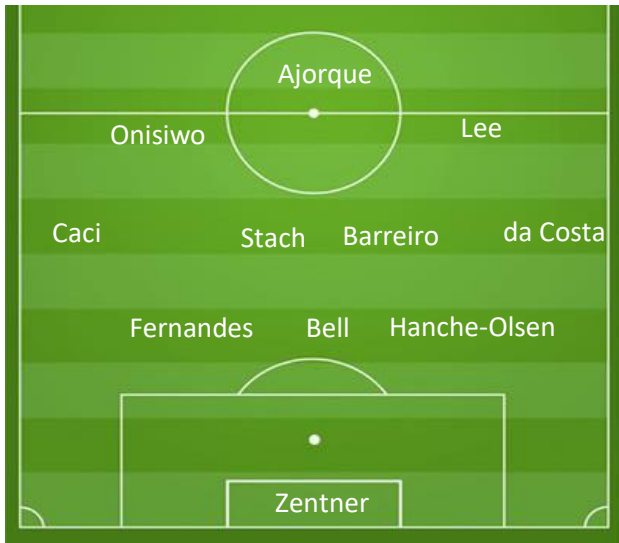 Ajorque
Onisiwo Lee
Caci Stach Barreiro da Costa
Fernandes Bell Hanche-Olsen
Zentner